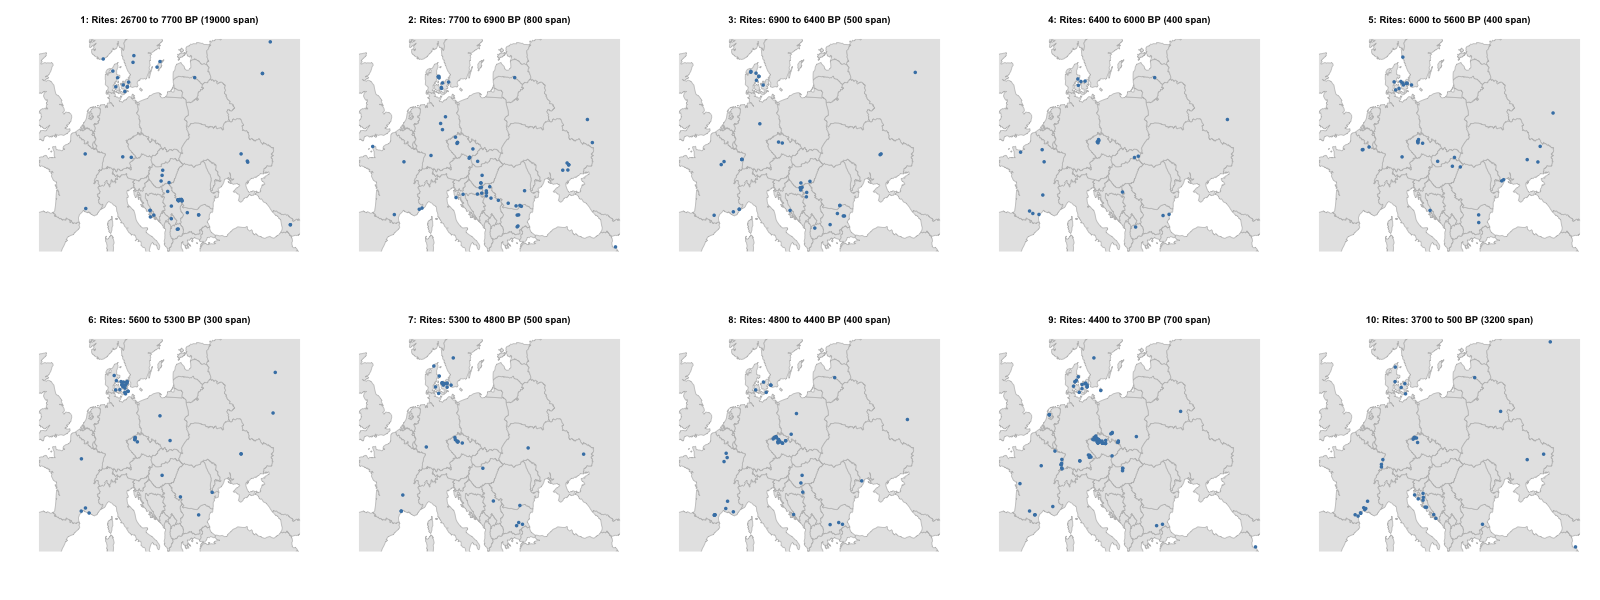 1: Rites: 26700 to 7700 BP (19000 span)
2: Rites: 7700 to 6900 BP (800 span)
3: Rites: 6900 to 6400 BP (500 span)
4: Rites: 6400 to 6000 BP (400 span)
5: Rites: 6000 to 5600 BP (400 span)
6: Rites: 5600 to 5300 BP (300 span)
7: Rites: 5300 to 4800 BP (500 span)
8: Rites: 4800 to 4400 BP (400 span)
9: Rites: 4400 to 3700 BP (700 span)
10: Rites: 3700 to 500 BP (3200 span)